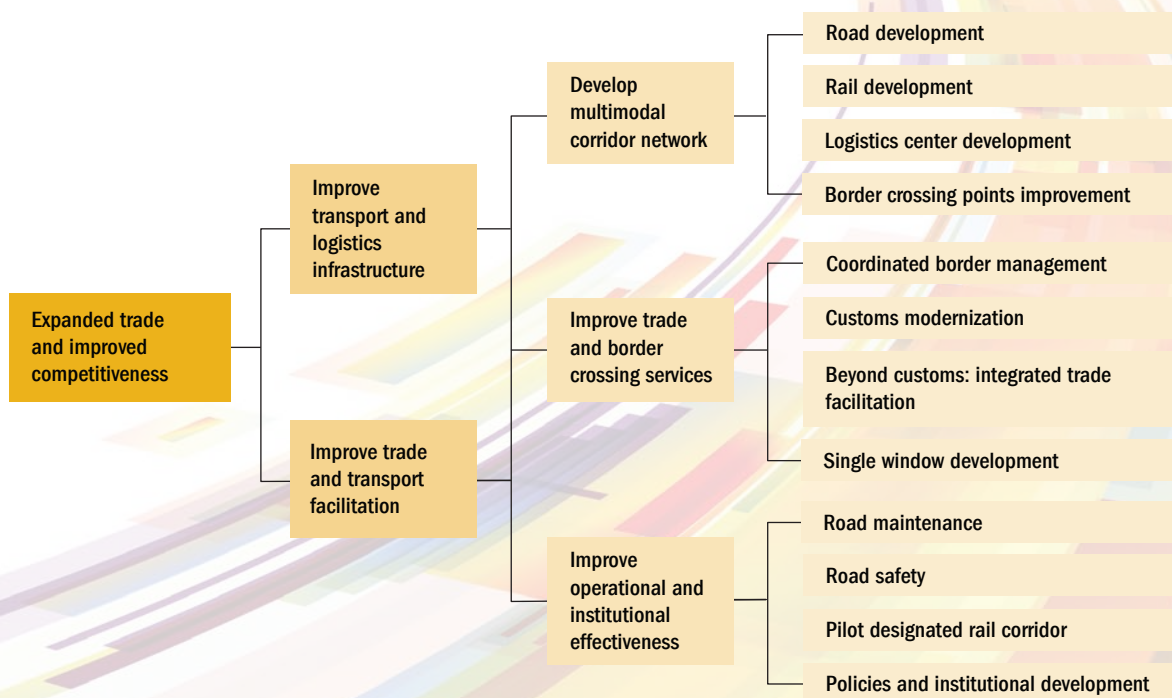 Expanded trade
and improved
competitiveness
Improve
transport and
logistics
infrastructure
Improve trade
and transport
facilitation
Develop
multimodal
corridor network
Improve trade
and border
crossing services
Improve
operational and
institutional
effectiveness
Road development
Rail development
Logistics center development
Border crossing points improvement
Coordinated border management
Customs modernization
Beyond customs: integrated trade
facilitation
Single window development
Road maintenance
Road safety
Pilot designated rail corridor
Policies and institutional development